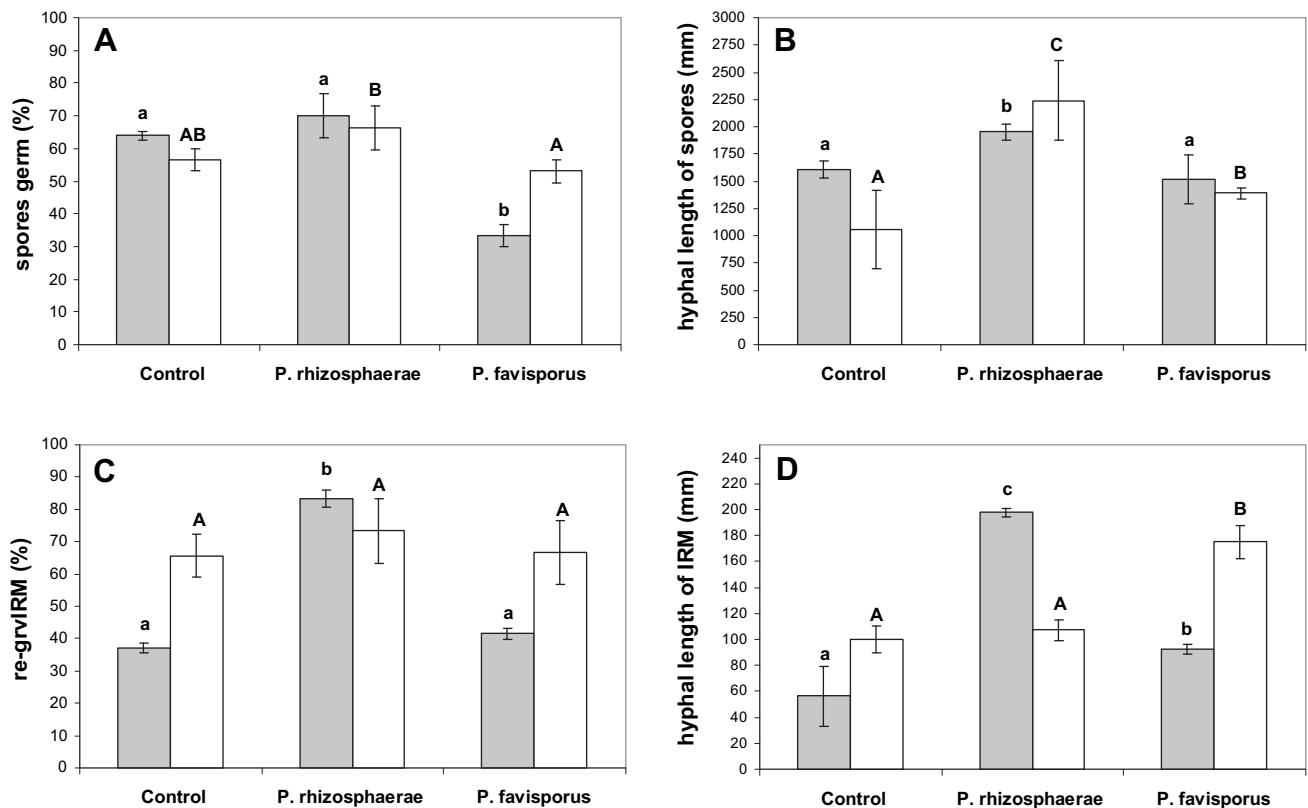 A
spores germ (%)
100
90
80
70
60
50
40
30
20
10
0
a
AB
a
B
b
A
Control
P. rhizosphaerae
P. favisporus
B
hyphal length of spores (mm)
3000
2750
2500
2250
2000
1750
1500
1250
1000
750
500
250
0
a
A
b
C
a
B
Control
P. rhizosphaerae
P. favisporus
C
re-grvIRM (%)
100
90
80
70
60
50
40
30
20
10
0
a
A
b
A
a
A
Control
P. rhizosphaerae
P. favisporus
D
hyphal length of IRM (mm)
240
220
200
180
160
140
120
100
80
60
40
20
0
a
A
c
A
b
B
Control
P. rhizosphaerae
P. favisporus